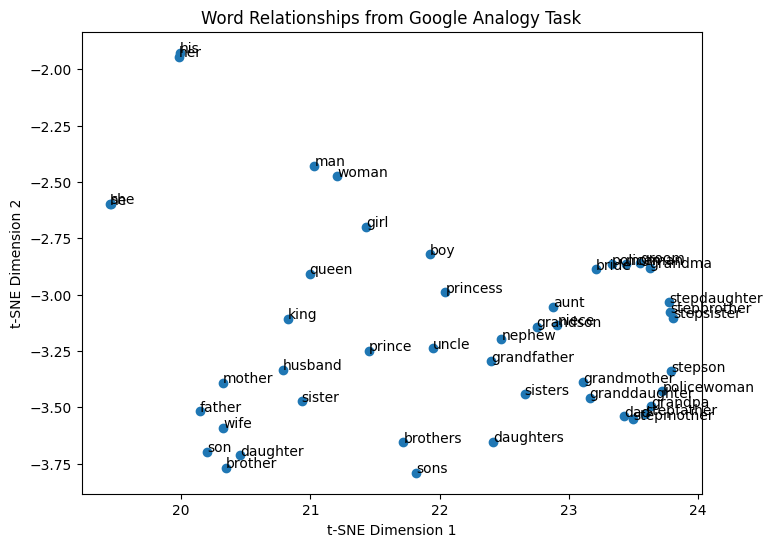 Word Relationships from Google Analogy Task
his
her
man
woman
she
he
girl
boy
groom
policeman
bride
grandma
queen
princess
stepdaughter
aunt
stepbrother
stepsister
king
niece
grandson
nephew
uncle
prince
grandfather
husband
stepson
mother
grandmother
policewoman
sisters
granddaughter
sister
grandpa
father
stepfather
dad
stepmother
wife
brothers
daughters
son
daughter
brother
sons
−2.00
−2.25
−2.50
−2.75
−3.00
−3.25
−3.50
−3.75
t-SNE Dimension 2
20
21
22
23
24
t-SNE Dimension 1